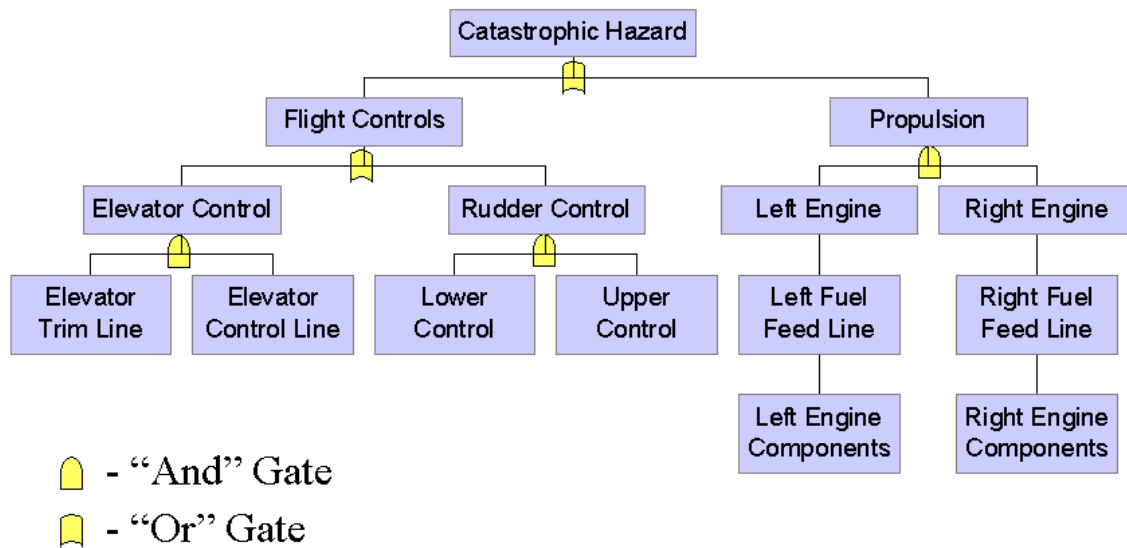 Catastrophic Hazard
Flight Controls
Propulsion
Elevator Control
Rudder Control
Left Engine
Right Engine
Elevator
Trim Line
Elevator
Control Line
Lower
Control
Upper
Control
Left Fuel
Feed Line
Right Fuel
Feed Line
Left Engine
Components
Right Engine
Components
- “And” Gate
- “Or” Gate